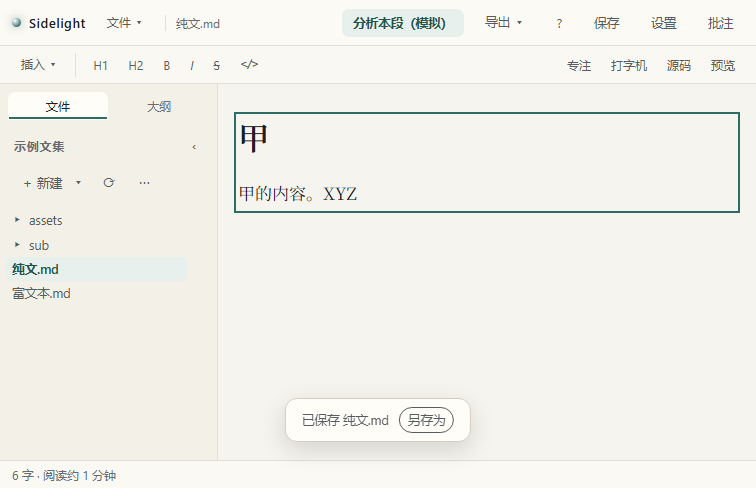 Sidelight 文件 纯文.md 分析本段（模拟） 导出 ? 保存 设置 批注
插入 H1 H2 B I S </> 专注 打字机 源码 预览
文件 大纲
示例文集
+ 新建 ...
assets
sub
纯文.md
富文本.md
甲
甲的内容。XYZ
已保存 纯文.md 另存为
6 字 · 阅读约 1 分钟